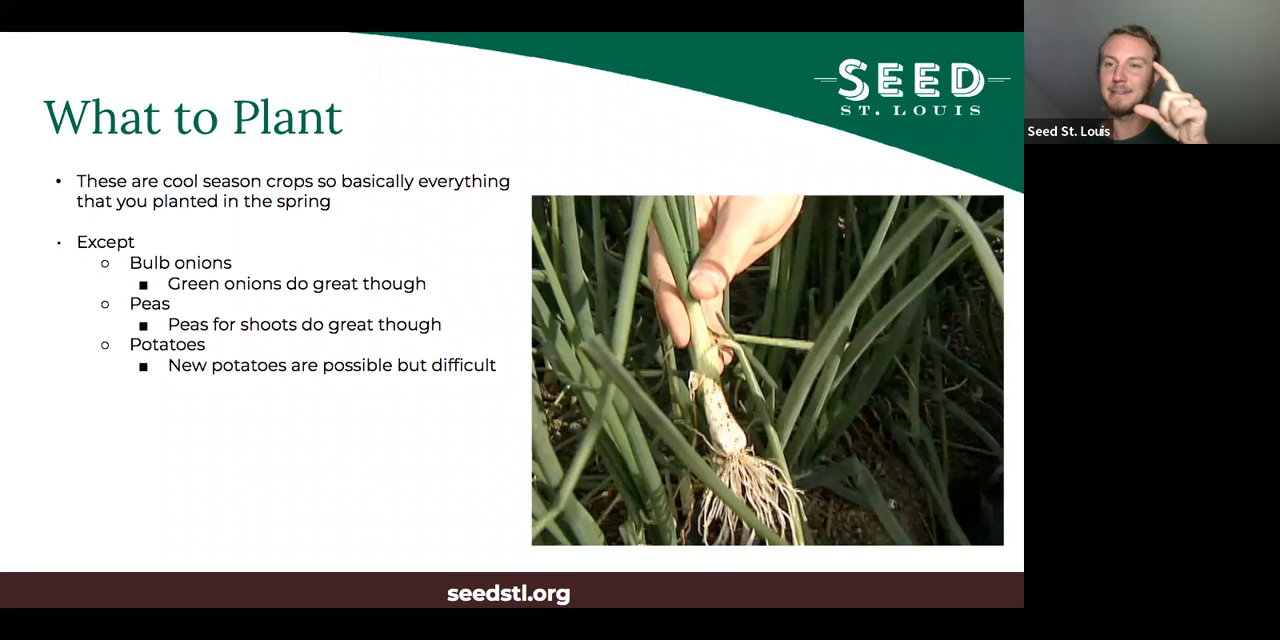 SEED
ST. LOUIS
Seed St. Louis
What to Plant
• These are cool season crops so basically everything
that you planted in the spring
• Except
○ Bulb onions
■ Green onions do great though
○ Peas
■ Peas for shoots do great though
○ Potatoes
■ New potatoes are possible but difficult
seedstl.org